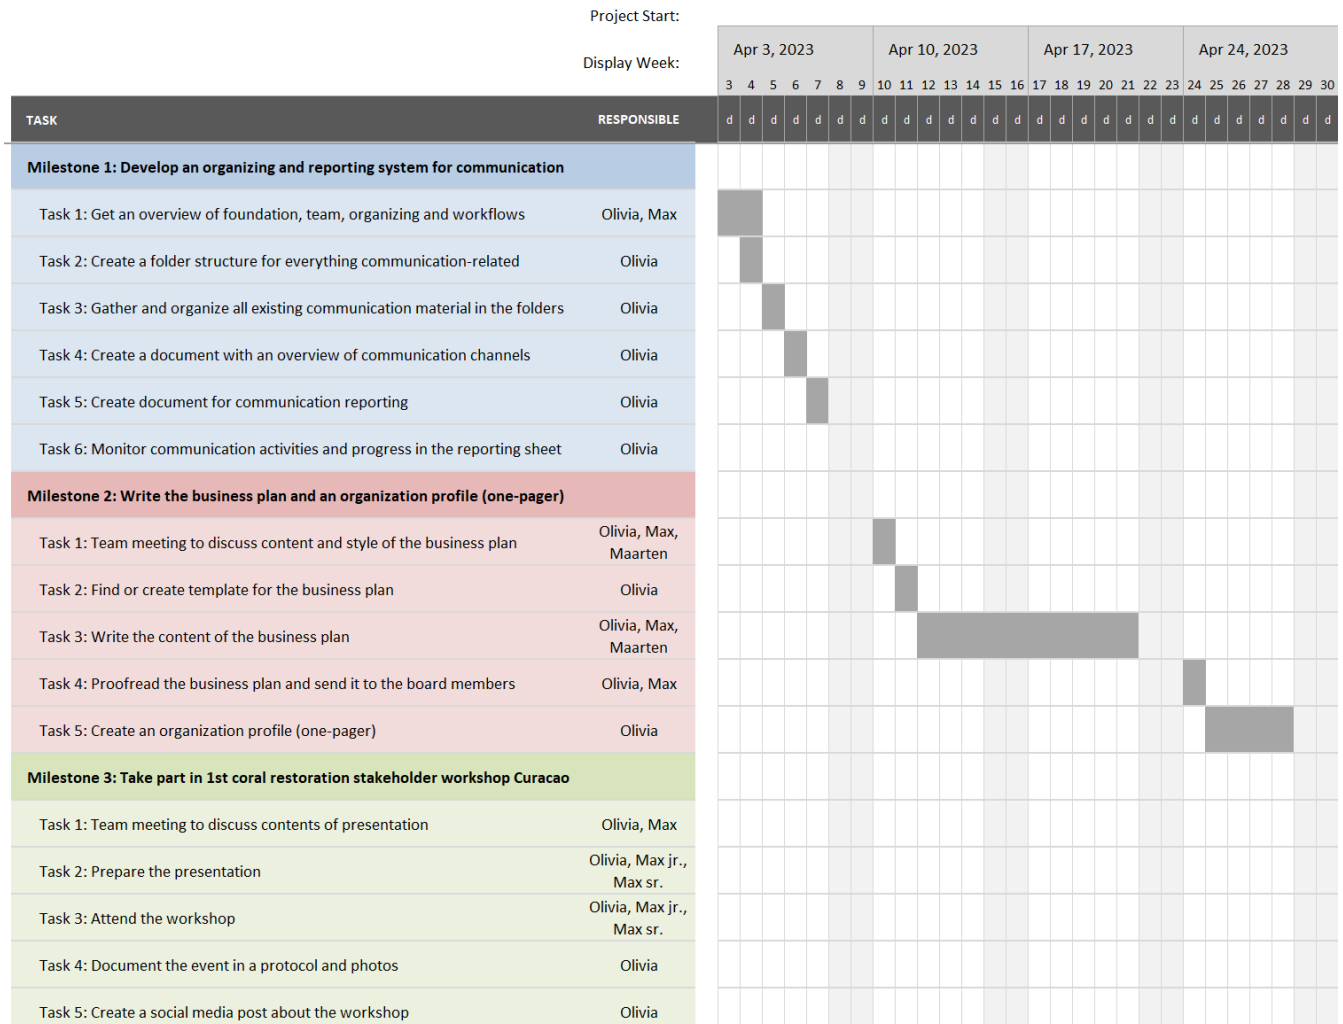 Project Start:
Apr 3, 2023 Apr 10, 2023 Apr 17, 2023 Apr 24, 2023
Display Week:
3 4 5 6 7 8 9 10 11 12 13 14 15 16 17 18 19 20 21 22 23 24 25 26 27 28 29 30
TASK RESPONSIBLE d d d d d d d d d d d d d d d d d d d d d d d d d d d d
Milestone 1: Develop an organizing and reporting system for communication
Task 1: Get an overview of foundation, team, organizing and workflows Olivia, Max
Task 2: Create a folder structure for everything communication-related Olivia
Task 3: Gather and organize all existing communication material in the folders Olivia
Task 4: Create a document with an overview of communication channels Olivia
Task 5: Create document for communication reporting Olivia
Task 6: Monitor communication activities and progress in the reporting sheet Olivia
Milestone 2: Write the business plan and an organization profile (one-pager)
Task 1: Team meeting to discuss content and style of the business plan Olivia, Max,
Maarten
Task 2: Find or create template for the business plan Olivia
Task 3: Write the content of the business plan Olivia, Max,
Maarten
Task 4: Proofread the business plan and send it to the board members Olivia, Max
Task 5: Create an organization profile (one-pager) Olivia
Milestone 3: Take part in 1st coral restoration stakeholder workshop Curacao
Task 1: Team meeting to discuss contents of presentation Olivia, Max
Task 2: Prepare the presentation Olivia, Max jr.,
Max sr.
Task 3: Attend the workshop Olivia, Max jr.,
Max sr.
Task 4: Document the event in a protocol and photos Olivia
Task 5: Create a social media post about the workshop Olivia